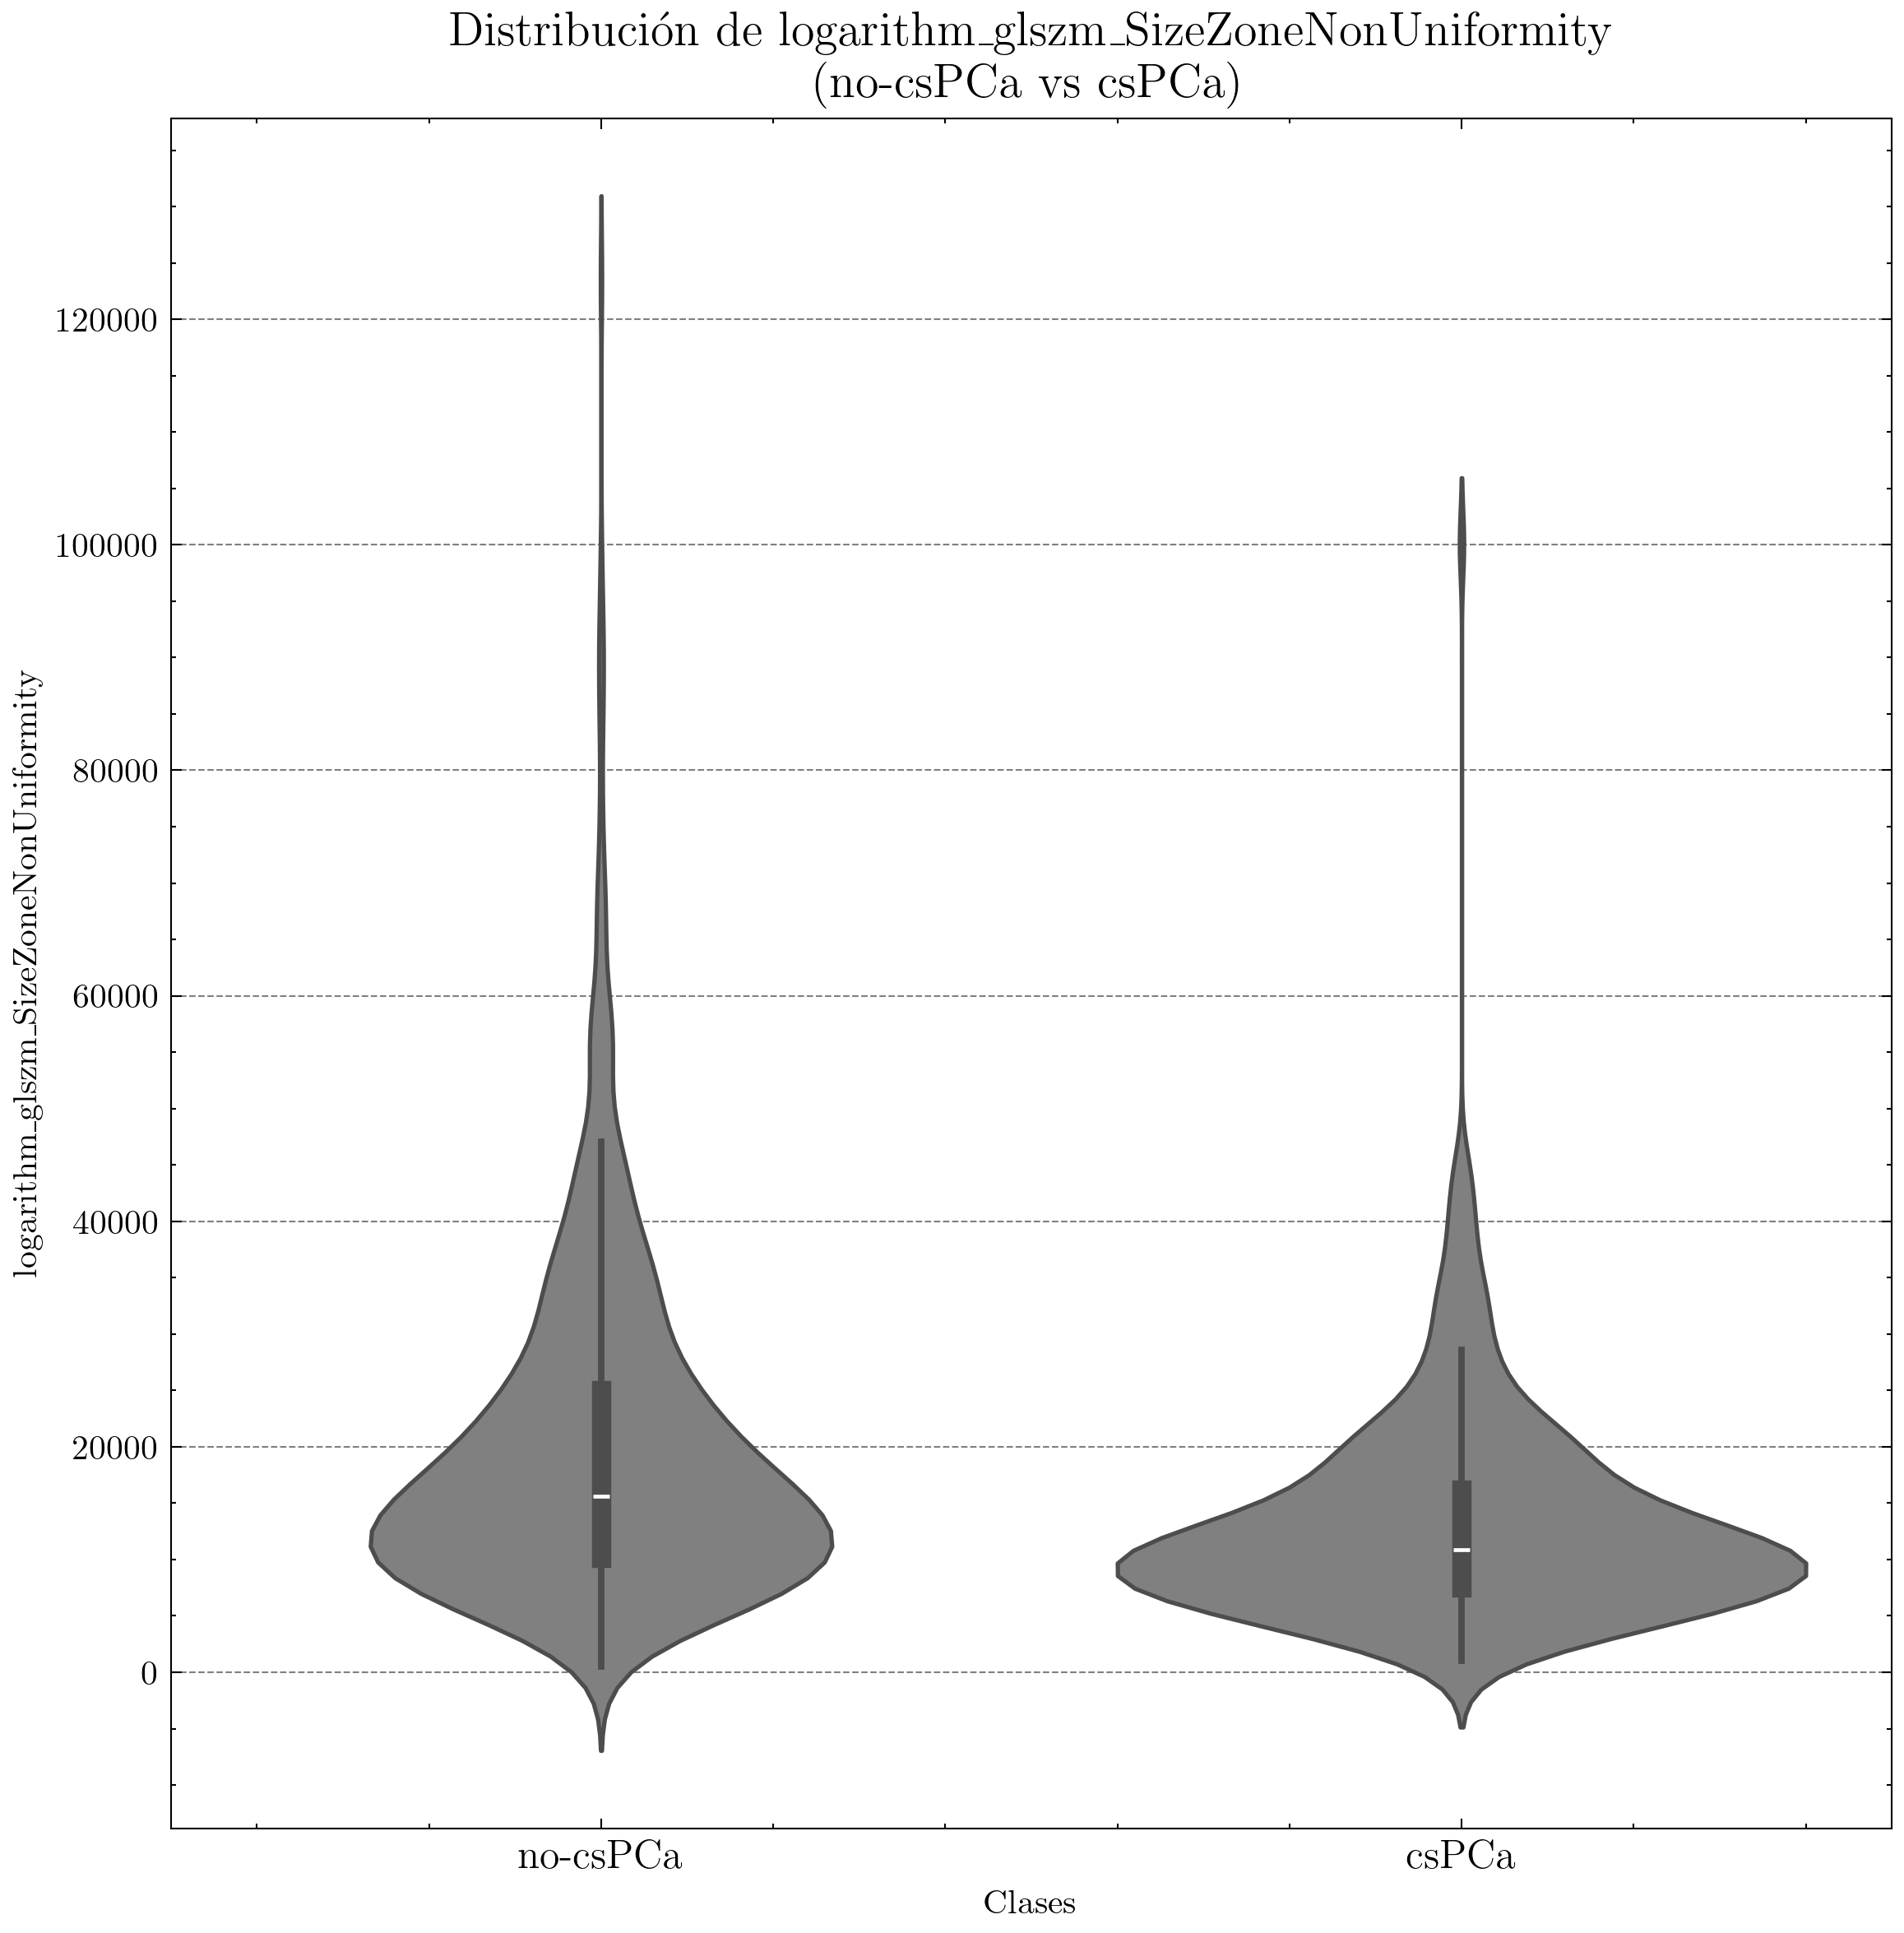 Distribución de logarithm_glszm_SizeZoneNonUniformity
(no-csPCa vs csPCa)
logarithm_glszm_SizeZoneNonUniformity
120000
100000
80000
60000
40000
20000
0
no-csPCa
csPCa
Clases